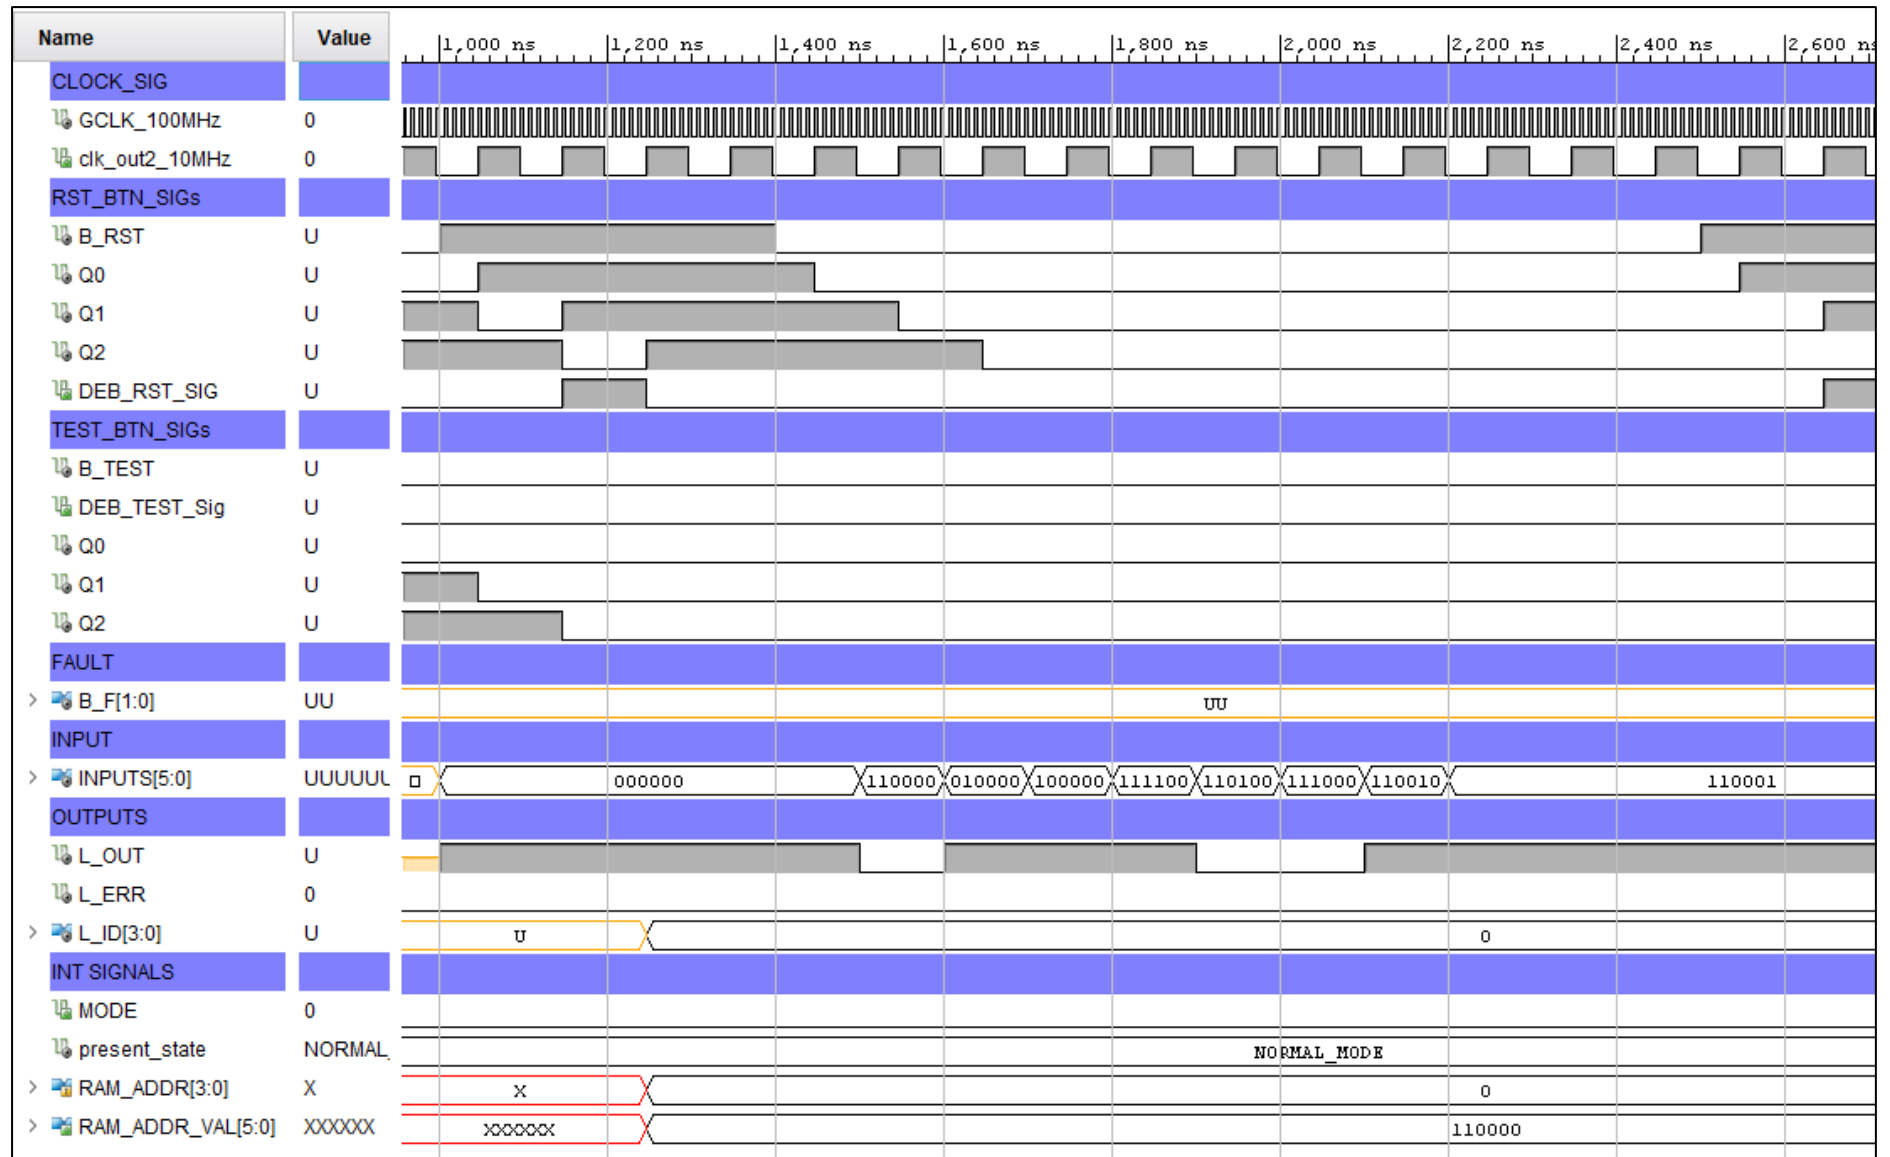 Name Value 1,000 ns 1,200 ns 1,400 ns 1,600 ns 1,800 ns 2,000 ns 2,200 ns 2,400 ns 2,600 ns
CLOCK_SIG
GCLK_100MHz 0
clk_out2_10MHz 0
RST_BTN_SIGs
B_RST U
Q0 U
Q1 U
Q2 U
DEB_RST_SIG U
TEST_BTN_SIGs
B_TEST U
DEB_TEST_Sig U
Q0 U
Q1 U
Q2 U
FAULT
B_F[1:0] UU UU
INPUT
INPUTS[5:0] UUUUUU 000000 110000 010000 100000 111100 110100 111000 110010 110001
OUTPUTS
L_OUT U
L_ERR 0
L_ID[3:0] U U 0
INT SIGNALS
MODE 0
present_state NORMAL_ NORMAL_MODE
RAM_ADDR[3:0] X X 0
RAM_ADDR_VAL[5:0] XXXXXX XXXXXX 110000